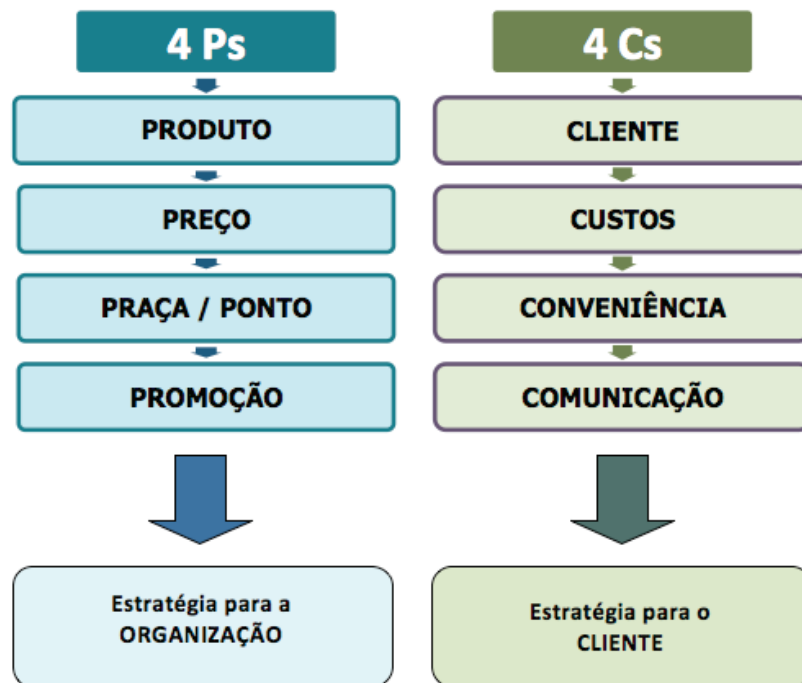 4 Ps
PRODUTO
PREÇO
PRAÇA / PONTO
PROMOÇÃO
Estratégia para a
ORGANIZAÇÃO
4 Cs
CLIENTE
CUSTOS
CONVENIÊNCIA
COMUNICAÇÃO
Estratégia para o
CLIENTE